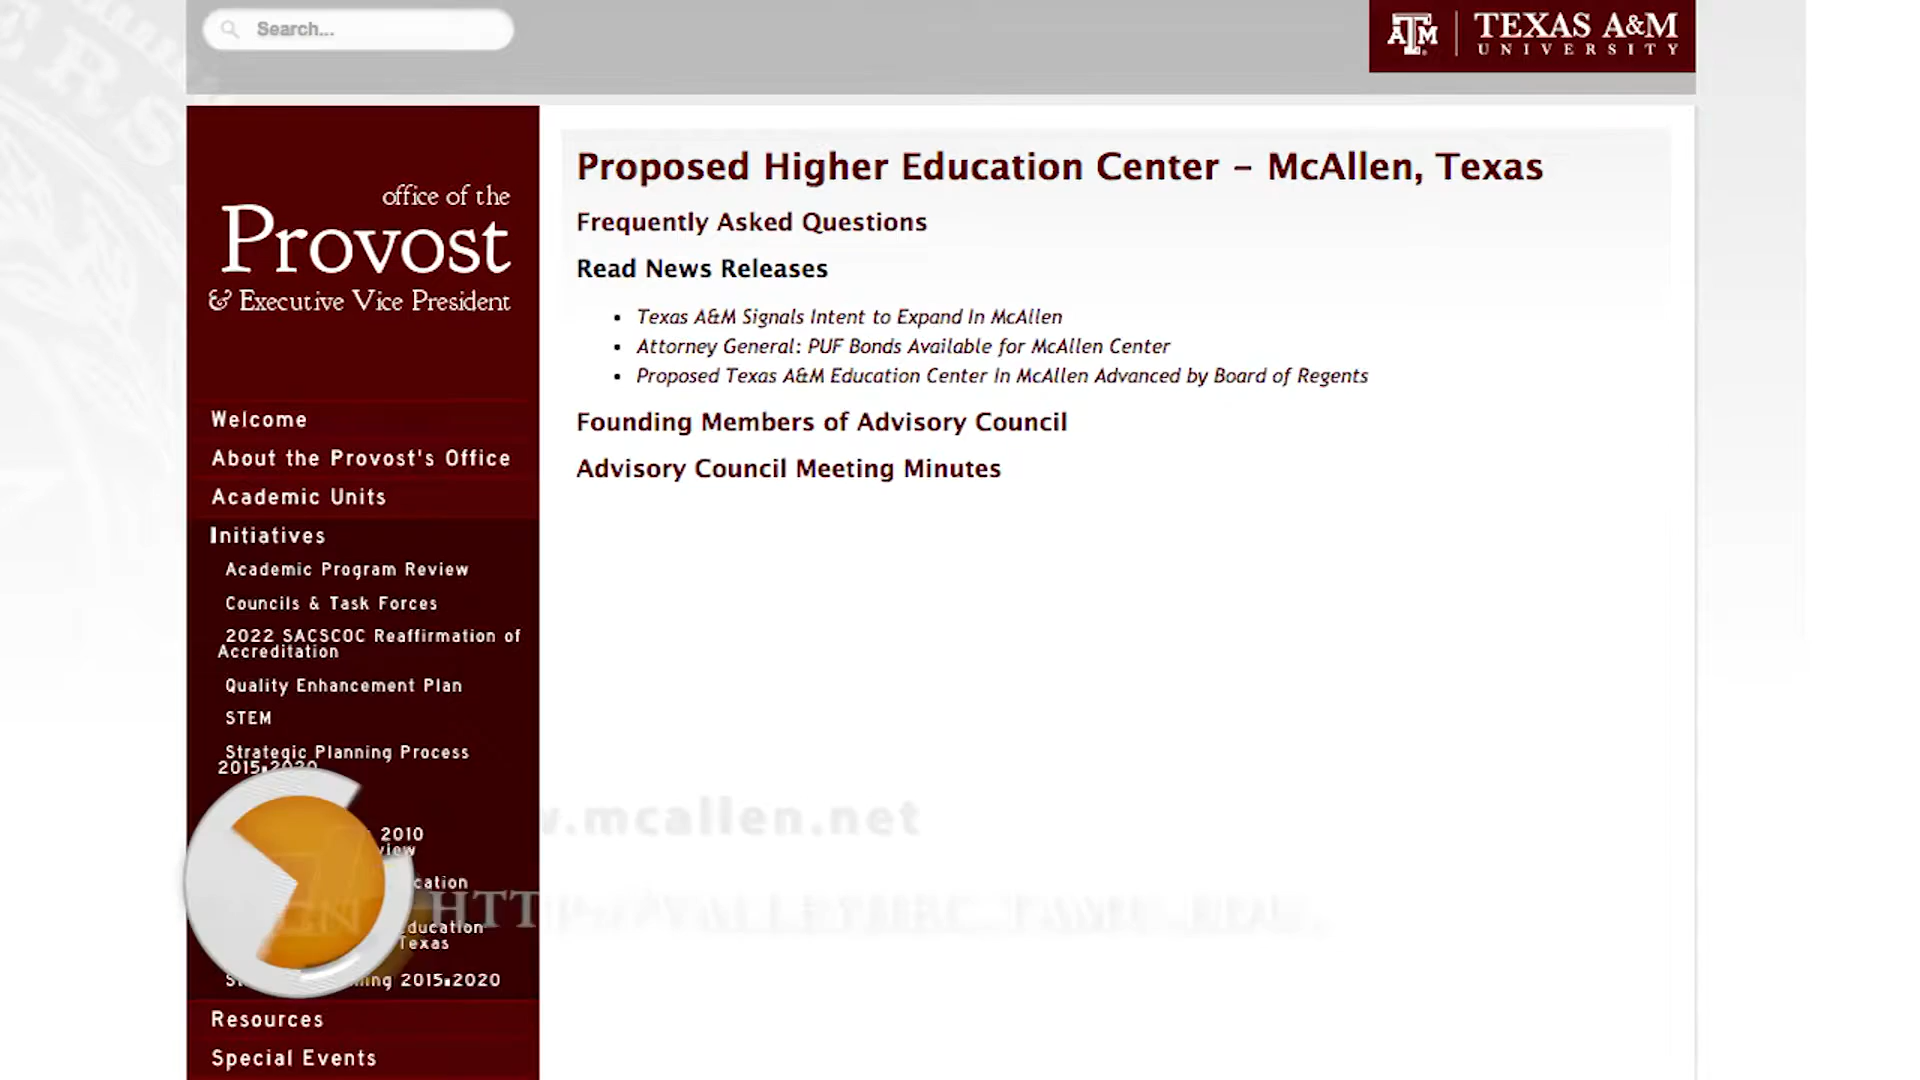 Search...
TEXAS A&M
UNIVERSITY
office of the
Provost
& Executive Vice President
Welcome
About the Provost's Office
Academic Units
Initiatives
Academic Program Review
Councils & Task Forces
2022 SACSCOC Reaffirmation of
Accreditation
Quality Enhancement Plan
STEM
Strategic Planning Process
2015-2020
2010
view
cation
ducation
Texas
ing 2015-2020
Resources
Special Events
Proposed Higher Education Center – McAllen, Texas
Frequently Asked Questions
Read News Releases
• Texas A&M Signals Intent to Expand In McAllen
• Attorney General: PUF Bonds Available for McAllen Center
• Proposed Texas A&M Education Center In McAllen Advanced by Board of Regents
Founding Members of Advisory Council
Advisory Council Meeting Minutes
.mcallen.net